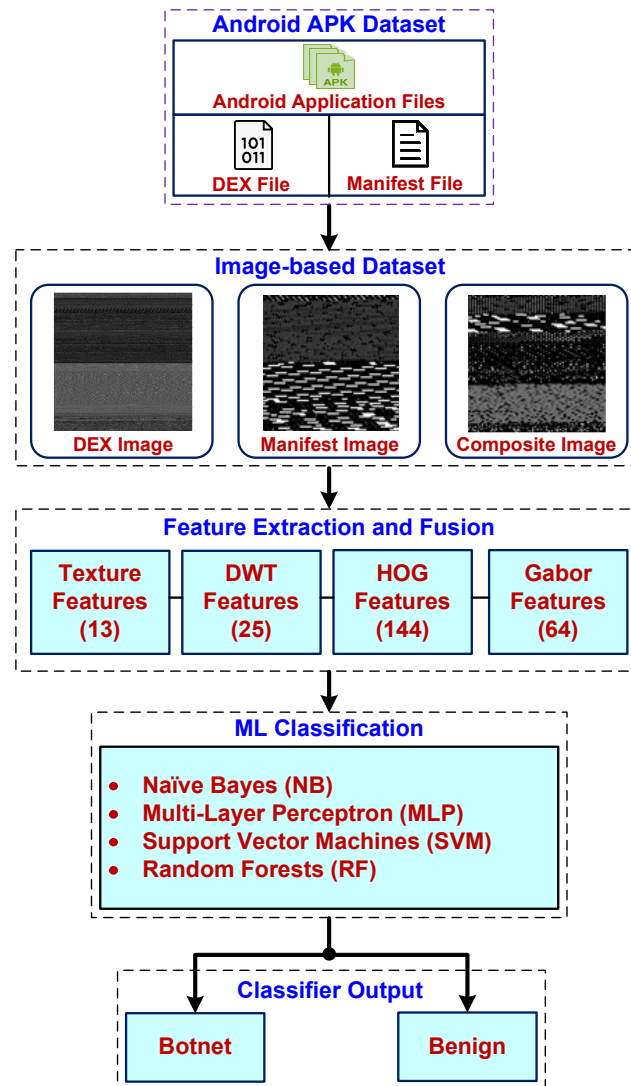 Android APK Dataset
APK
Android Application Files
101
011
DEX File
Manifest File
Image-based Dataset
DEX Image
Manifest Image
Composite Image
Feature Extraction and Fusion
Texture
Features
(13)
DWT
Features
(25)
HOG
Features
(144)
Gabor
Features
(64)
ML Classification
• Naïve Bayes (NB)
• Multi-Layer Perceptron (MLP)
• Support Vector Machines (SVM)
• Random Forests (RF)
Classifier Output
Botnet
Benign